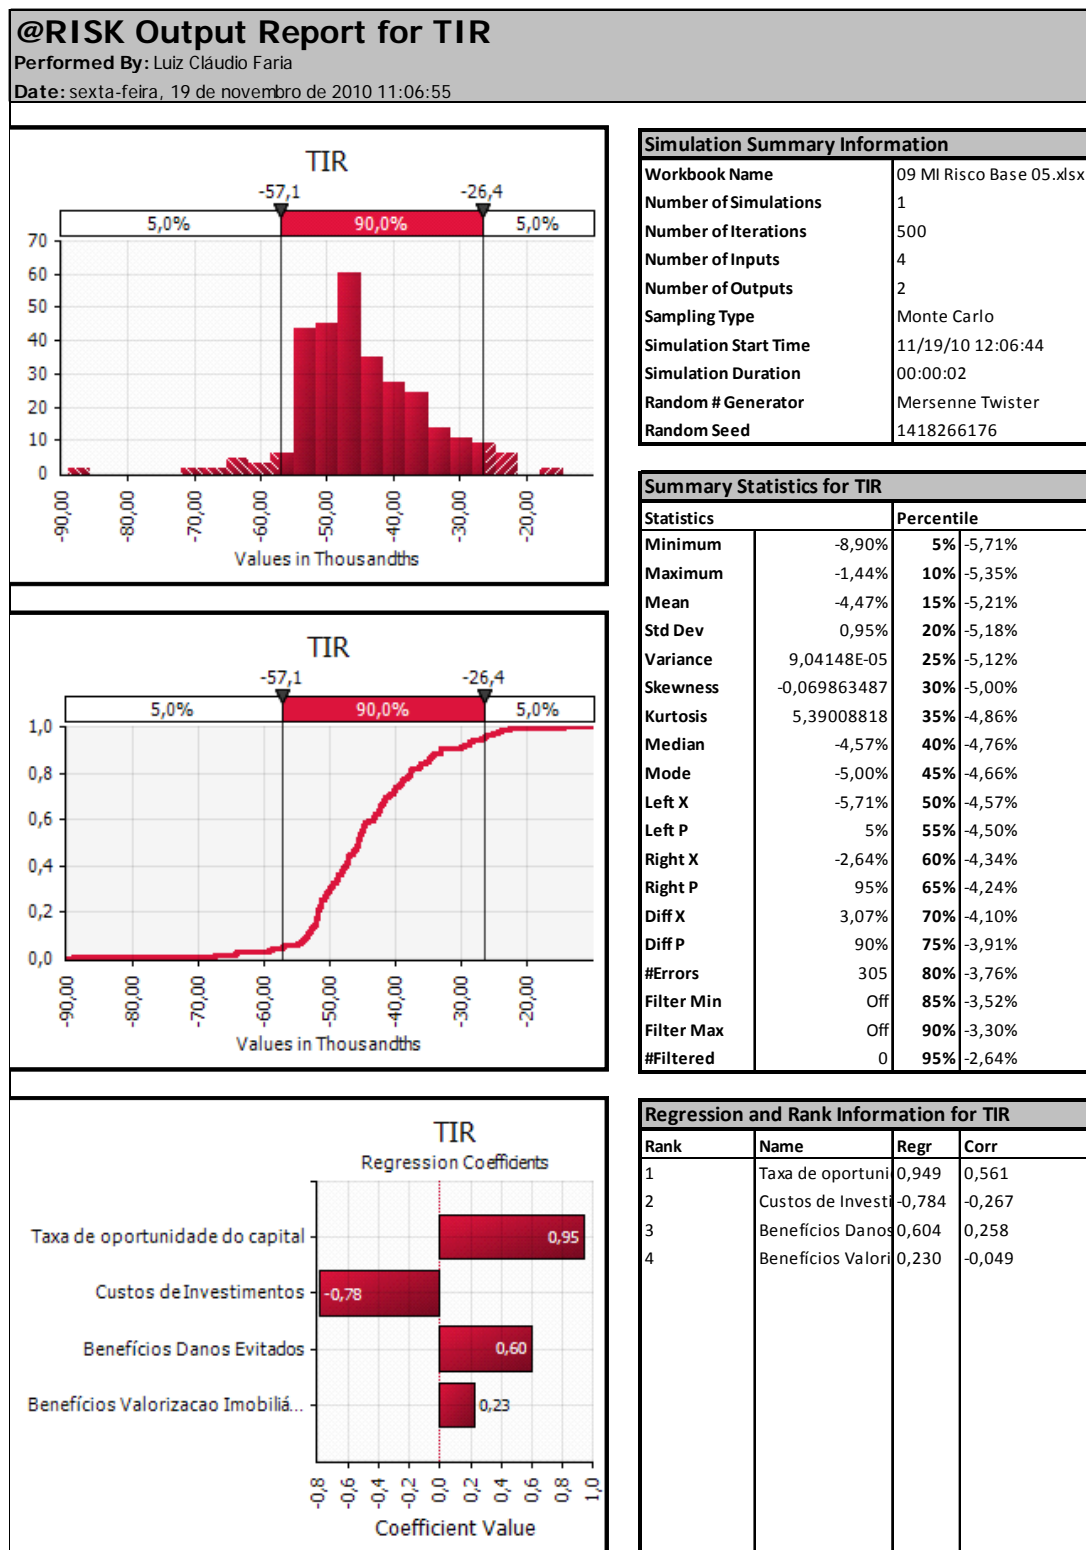 @RISK Output Report for TIR
Performed By: Luiz Cláudio Faria
Date: sexta-feira, 19 de novembro de 2010 11:06:55
TIR
-57,1 -26,4
5,0% 90,0% 5,0%
70
60
50
40
30
20
10
0
-90,00 -80,00 -70,00 -60,00 -50,00 -40,00 -30,00 -20,00
Values in Thousandths
TIR
-57,1 -26,4
5,0% 90,0% 5,0%
1,0
0,8
0,6
0,4
0,2
0,0
-90,00 -80,00 -70,00 -60,00 -50,00 -40,00 -30,00 -20,00
Values in Thousandths
TIR
Regression Coefficients
Taxa de oportunidade do capital 0,95
Custos de Investimentos -0,78
Benefícios Danos Evitados 0,60
Benefícios Valorizacao Imobiliá... 0,23
-0,8 -0,6 -0,4 -0,2 0,0 0,2 0,4 0,6 0,8 1,0
Coefficient Value
Simulation Summary Information
Workbook Name 09 MI Risco Base 05.xlsx
Number of Simulations 1
Number of Iterations 500
Number of Inputs 4
Number of Outputs 2
Sampling Type Monte Carlo
Simulation Start Time 11/19/10 12:06:44
Simulation Duration 00:00:02
Random # Generator Mersenne Twister
Random Seed 1418266176
Summary Statistics for TIR
Statistics Percentile
Minimum -8,90% 5% -5,71%
Maximum -1,44% 10% -5,35%
Mean -4,47% 15% -5,21%
Std Dev 0,95% 20% -5,18%
Variance 9,04148E-05 25% -5,12%
Skewness -0,069863487 30% -5,00%
Kurtosis 5,39008818 35% -4,86%
Median -4,57% 40% -4,76%
Mode -5,00% 45% -4,66%
Left X -5,71% 50% -4,57%
Left P 5% 55% -4,50%
Right X -2,64% 60% -4,34%
Right P 95% 65% -4,24%
Diff X 3,07% 70% -4,10%
Diff P 90% 75% -3,91%
#Errors 305 80% -3,76%
Filter Min Off 85% -3,52%
Filter Max Off 90% -3,30%
#Filtered 0 95% -2,64%
Regression and Rank Information for TIR
Rank Name Regr Corr
1 Taxa de oportuni 0,949 0,561
2 Custos de Investi -0,784 -0,267
3 Benefícios Danos 0,604 0,258
4 Benefícios Valori 0,230 -0,049